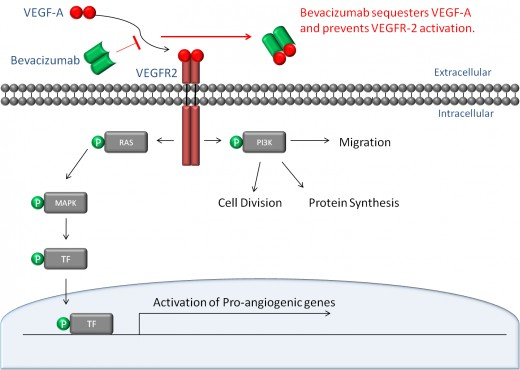 VEGF-A
Bevacizumab sequesters VEGF-A
and prevents VEGFR-2 activation.
Bevacizumab
VEGFR2
Extracellular
Intracellular
P RAS
P PI3K
Migration
P MAPK
Cell Division
Protein Synthesis
P TF
Activation of Pro-angiogenic genes
P TF